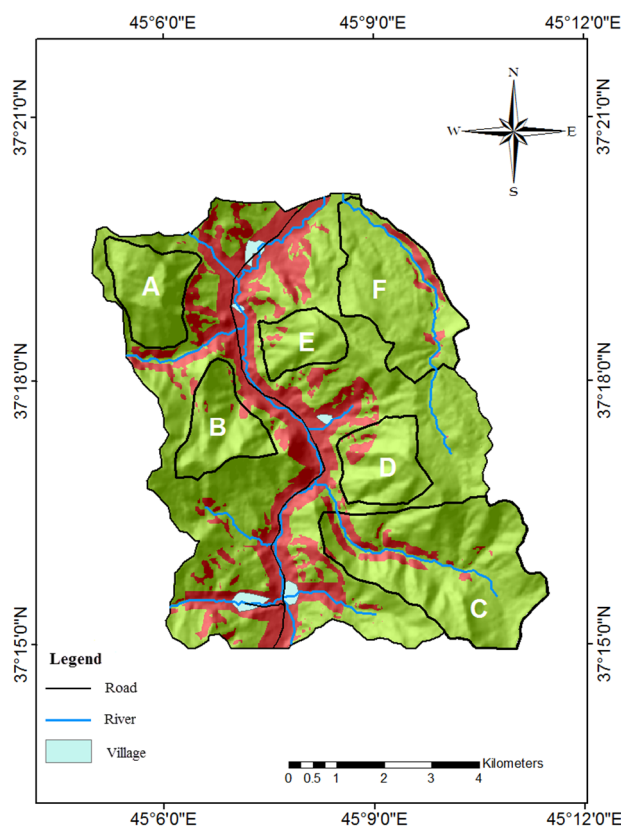 45°6'0"E 45°9'0"E 45°12'0"E
N
37°21'0"N 37°21'0"N
W E
S
A
F
E
37°18'0"N 37°18'0"N
B
D
C
37°15'0"N 37°15'0"N
Legend
Road
River
Village
Kilometers
0 0.5 1 2 3 4
45°6'0"E 45°9'0"E 45°12'0"E